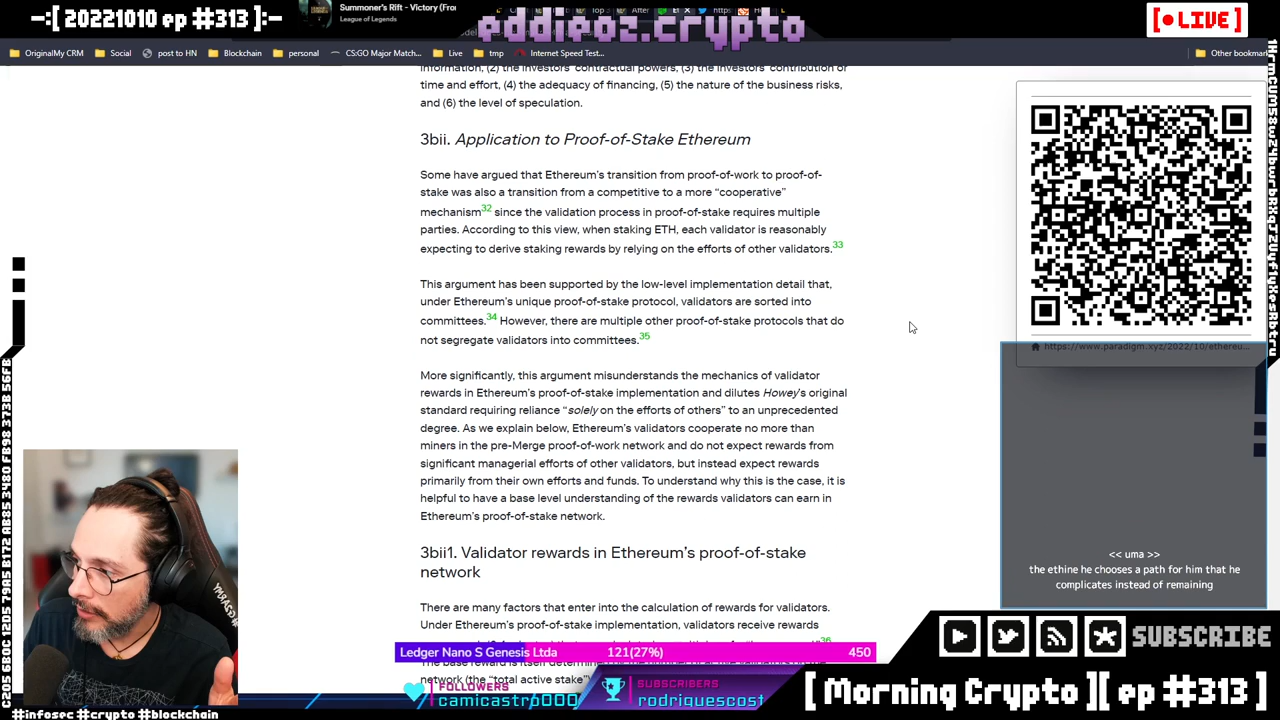 -:[ 20221010 ep #313 ]:-
Summoner's Rift - Victory (Fro
League of Legends
eddieoz.crypto
[● LIVE]
OriginalMy CRM
Social
post to HN
Blockchain
personal
CS:GO Major Match...
Live
tmp
Internet Speed Test...
Other bookmar
information, (2) the investors' contractual powers, (3) the investors' contribution of
time and effort, (4) the adequacy of financing, (5) the nature of the business risks,
and (6) the level of speculation.
3bii. Application to Proof-of-Stake Ethereum
Some have argued that Ethereum's transition from proof-of-work to proof-of-
stake was also a transition from a competitive to a more “cooperative”
mechanism32 since the validation process in proof-of-stake requires multiple
parties. According to this view, when staking ETH, each validator is reasonably
expecting to derive staking rewards by relying on the efforts of other validators.33
This argument has been supported by the low-level implementation detail that,
under Ethereum's unique proof-of-stake protocol, validators are sorted into
committees.34 However, there are multiple other proof-of-stake protocols that do
not segregate validators into committees.35
More significantly, this argument misunderstands the mechanics of validator
rewards in Ethereum's proof-of-stake implementation and dilutes Howey's original
standard requiring reliance “solely on the efforts of others” to an unprecedented
degree. As we explain below, Ethereum's validators cooperate no more than
miners in the pre-Merge proof-of-work network and do not expect rewards from
significant managerial efforts of other validators, but instead expect rewards
primarily from their own efforts and funds. To understand why this is the case, it is
helpful to have a base level understanding of the rewards validators can earn in
Ethereum's proof-of-stake network.
3bii1. Validator rewards in Ethereum's proof-of-stake
network
There are many factors that enter into the calculation of rewards for validators.
Under Ethereum's proof-of-stake implementation, validators receive rewards
network (the “total active stake”)
https://www.paradigm.xyz/2022/10/ethereu...
<< uma >>
the ethine he chooses a path for him that he
complicates instead of remaining
Ledger Nano S Genesis Ltda 121(27%) 450
FOLLOWERS
camicastro000
SUBSCRIBERS
rodriguescost
SUBSCRIBE
[ Morning Crypto ][ ep #313 ]
#infosec #crypto #blockchain